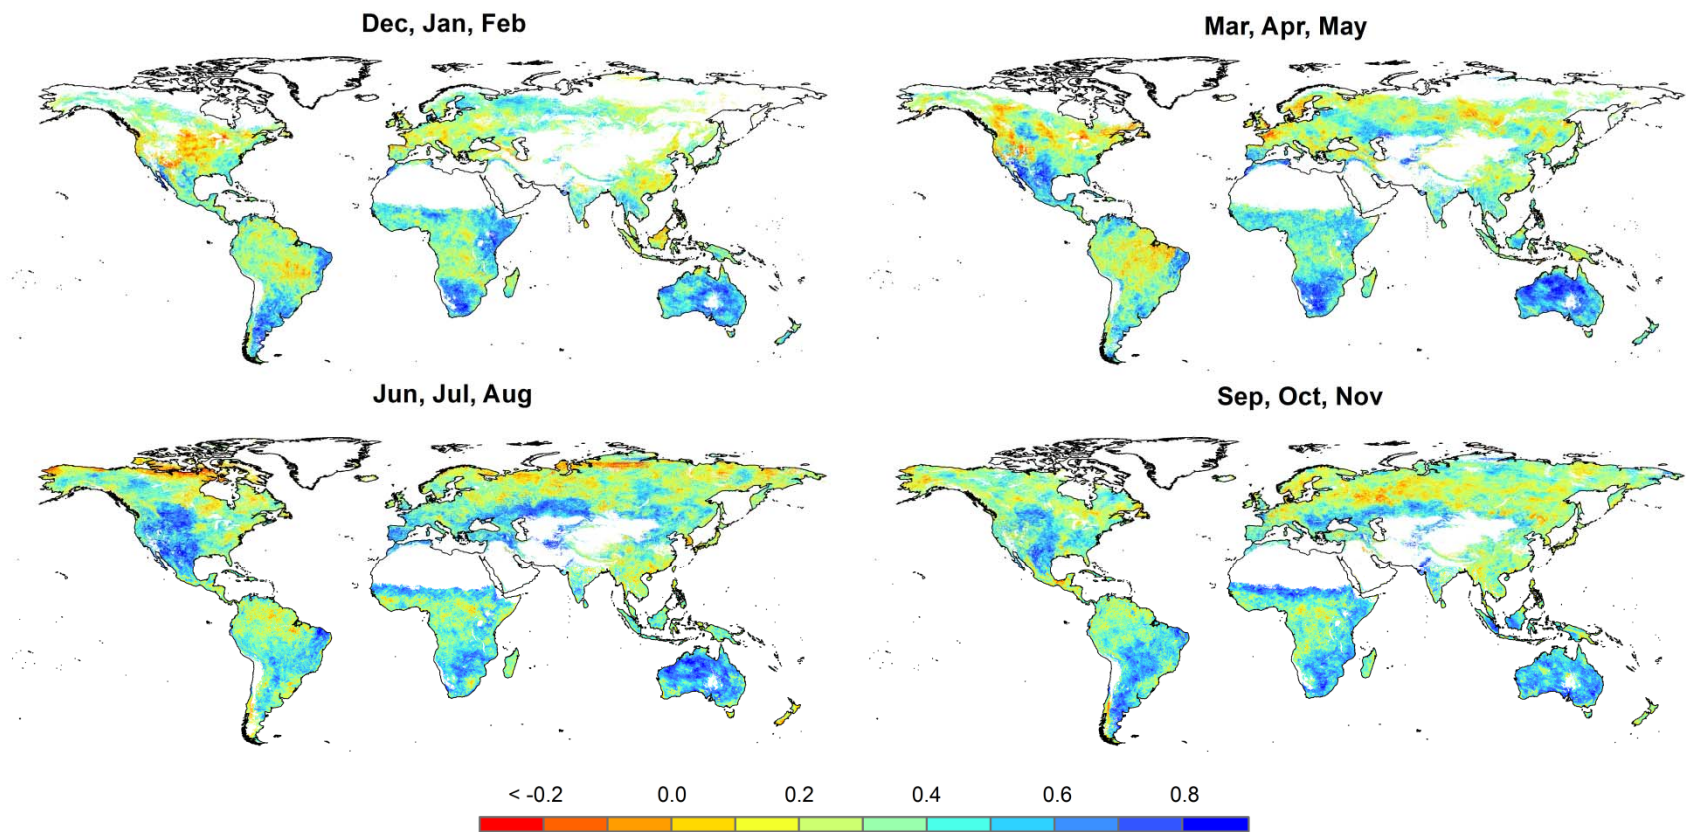 Dec, Jan, Feb
Mar, Apr, May
Jun, Jul, Aug
Sep, Oct, Nov
< -0.2 0.0 0.2 0.4 0.6 0.8